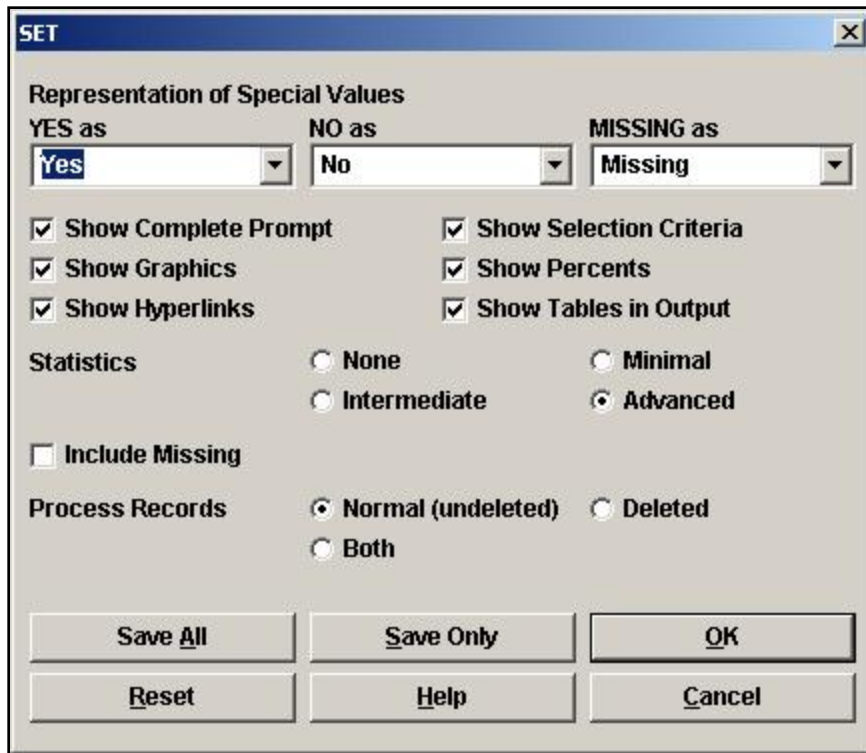 SET
Representation of Special Values
YES as NO as MISSING as
Yes No Missing
Show Complete Prompt Show Selection Criteria
Show Graphics Show Percents
Show Hyperlinks Show Tables in Output
Statistics None Minimal
Intermediate Advanced
Include Missing
Process Records Normal (undeleted) Deleted
Both
Save All Save Only OK
Reset Help Cancel